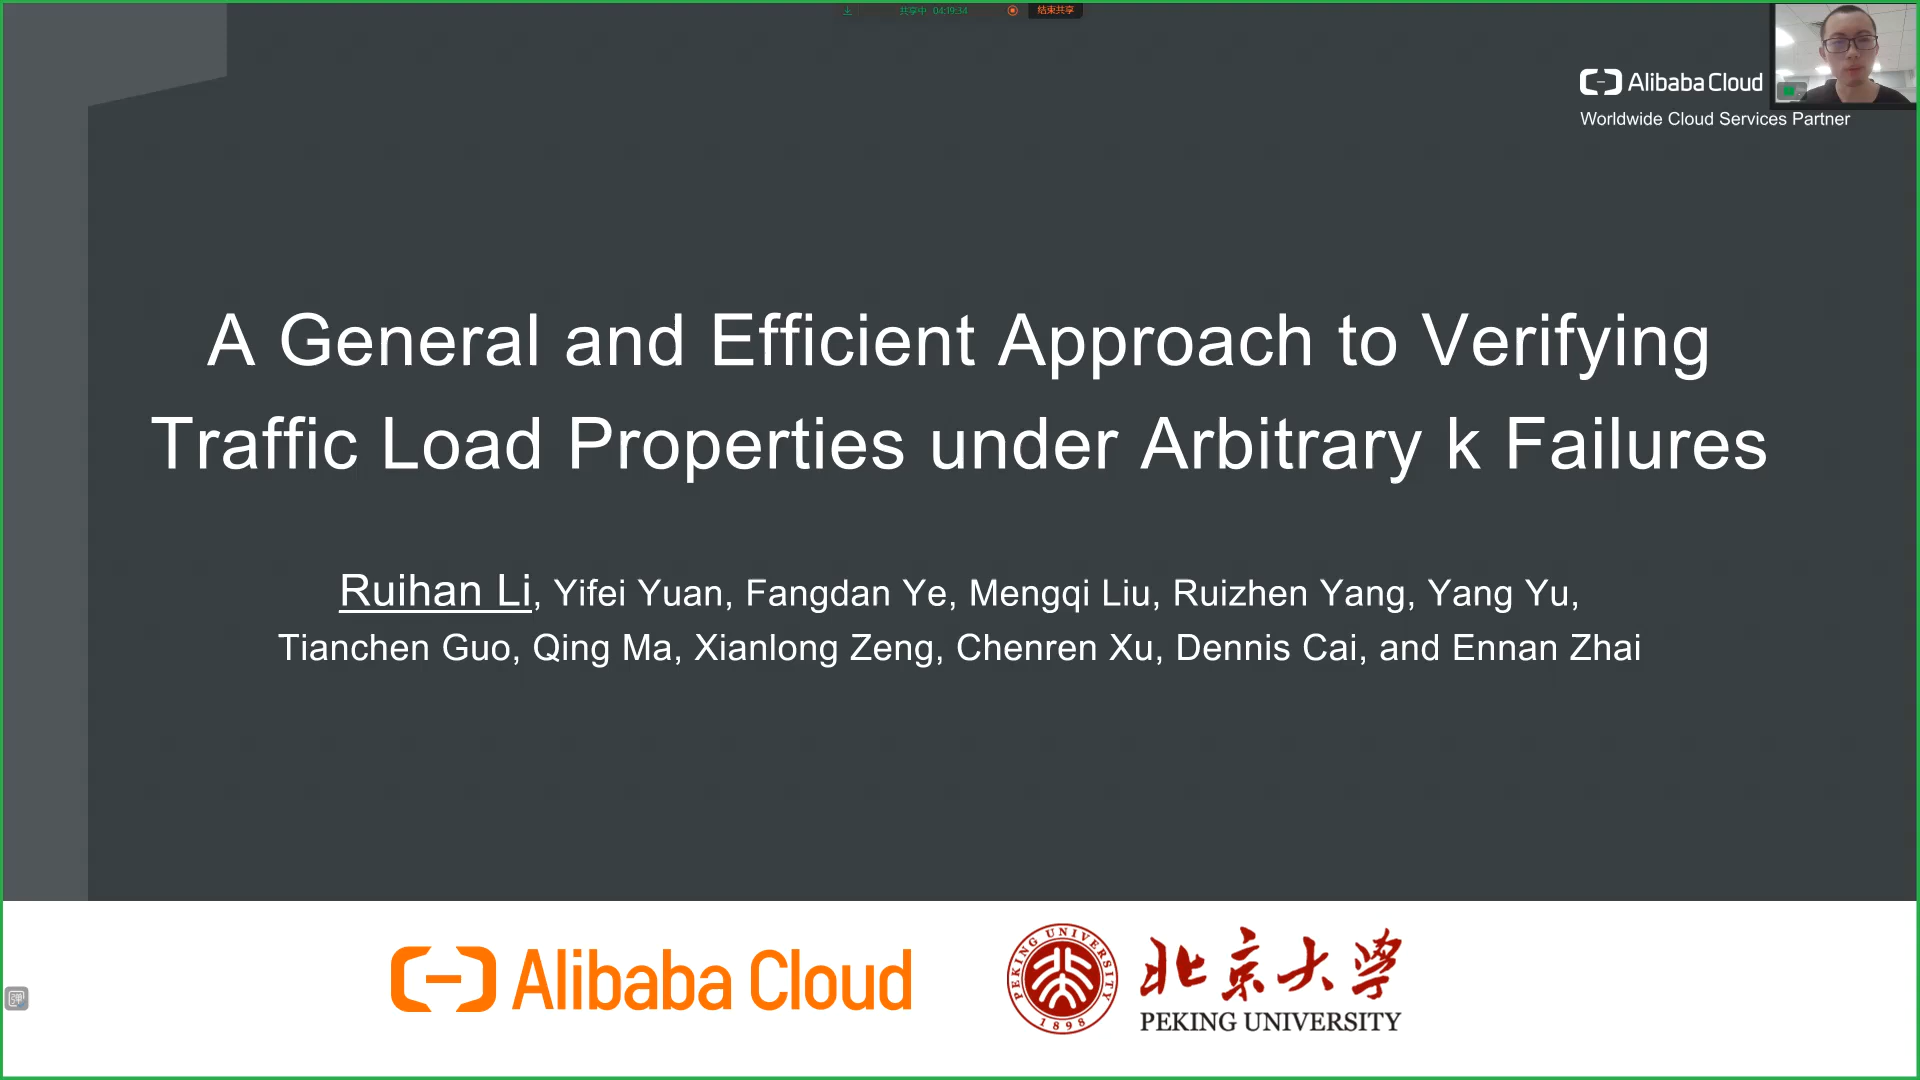 共享中 04:19:34 结束共享
Alibaba Cloud
Worldwide Cloud Services Partner
A General and Efficient Approach to Verifying
Traffic Load Properties under Arbitrary k Failures
Ruihan Li, Yifei Yuan, Fangdan Ye, Mengqi Liu, Ruizhen Yang, Yang Yu,
Tianchen Guo, Qing Ma, Xianlong Zeng, Chenren Xu, Dennis Cai, and Ennan Zhai
Alibaba Cloud
PEKING UNIVERSITY
1898
北京大学
PEKING UNIVERSITY